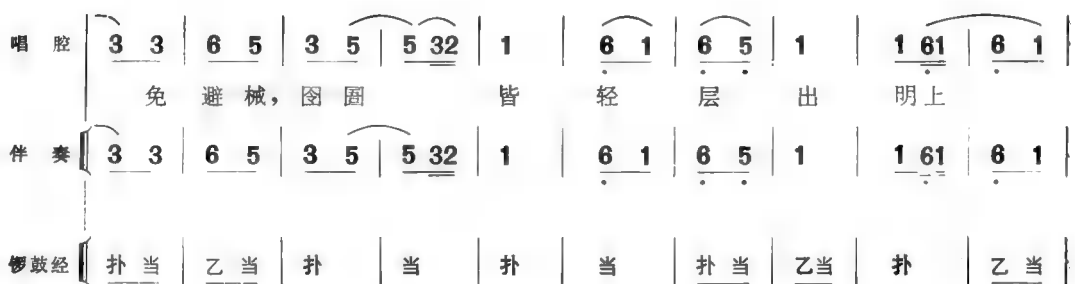 唱腔 3 3 | 6 5 | 3 5 | 5 32 | 1 | 6 1 | 6 5 | 1 | 1 61 | 6 1 |
免 避 械，囹 圄 皆 轻 层 出 明 上
伴奏 3 3 | 6 5 | 3 5 | 5 32 | 1 | 6 1 | 6 5 | 1 | 1 61 | 6 1 |
锣鼓经 扑 当 | 乙 当 | 扑 | 当 | 扑 | 当 | 扑 当 | 乙当 | 扑 | 乙 当 |